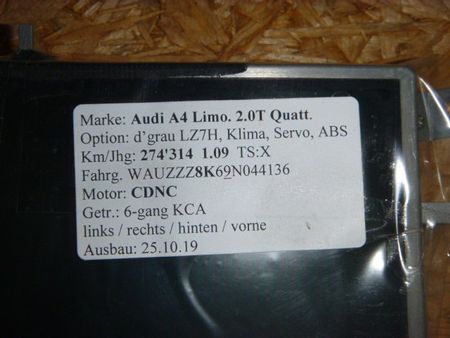 Marke: Audi A4 Limo. 2.0T Quatt.
Option: d'grau LZ7H, Klima, Servo, ABS
Km/Jhg: 274'314 1.09 TS:X
Fahrg. WAUZZZ8K69N044136
Motor: CDNC
Getr.: 6-gang KCA
links / rechts / hinten / vorne
Ausbau: 25.10.19